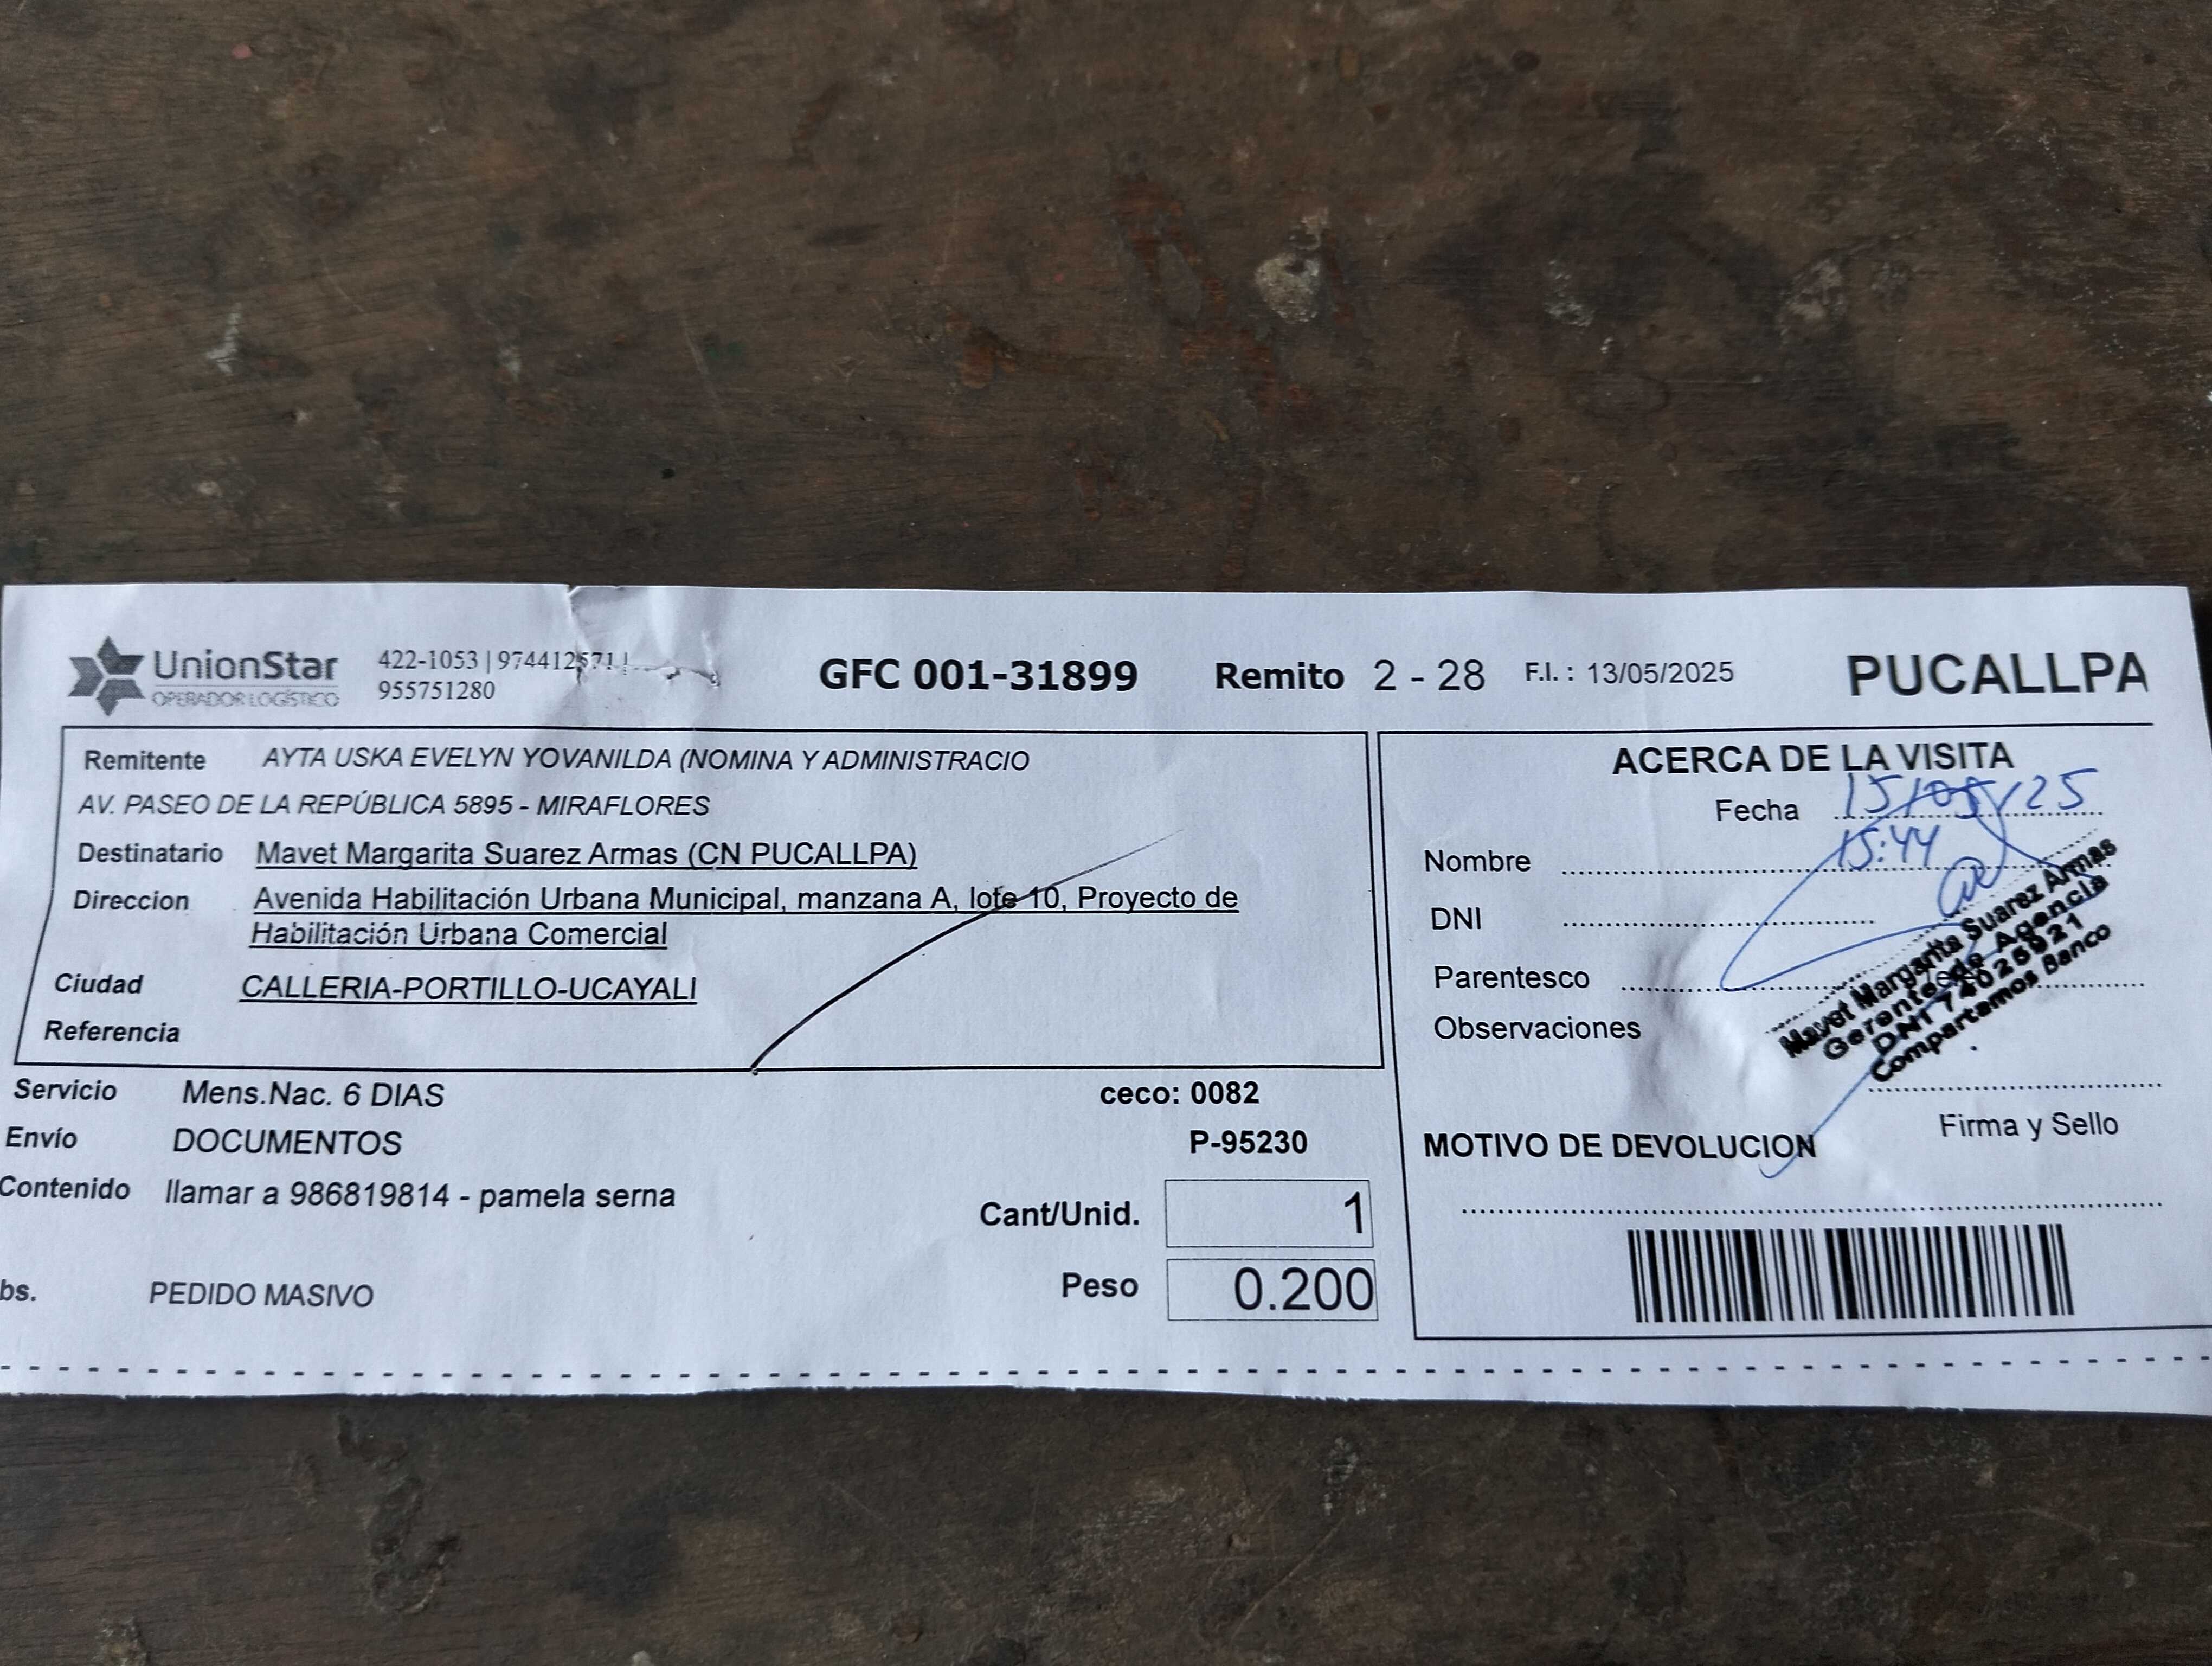 UnionStar
OPERADOR LOGÍSTICO
422-1053 | 974412571 |
955751280
GFC 001-31899
Remito 2 - 28
F.I. : 13/05/2025
PUCALLPA
Remitente AYTA USKA EVELYN YOVANILDA (NOMINA Y ADMINISTRACIO
AV. PASEO DE LA REPÚBLICA 5895 - MIRAFLORES
Destinatario Mavet Margarita Suarez Armas (CN PUCALLPA)
Direccion Avenida Habilitación Urbana Municipal, manzana A, lote 10, Proyecto de
Habilitación Urbana Comercial
Ciudad CALLERIA-PORTILLO-UCAYALI
Referencia
Servicio Mens.Nac. 6 DIAS
ceco: 0082
Envío DOCUMENTOS
P-95230
Contenido llamar a 986819814 - pamela serna
Cant/Unid. 1
Peso 0.200
bs. PEDIDO MASIVO
ACERCA DE LA VISITA
Fecha 15/05/25
15:44
Nombre
DNI
Parentesco
Observaciones
Mavet Margarita Suarez Armas
Gerente de Agencia
DNI 74025921
Compartamos Banco
Firma y Sello
MOTIVO DE DEVOLUCION